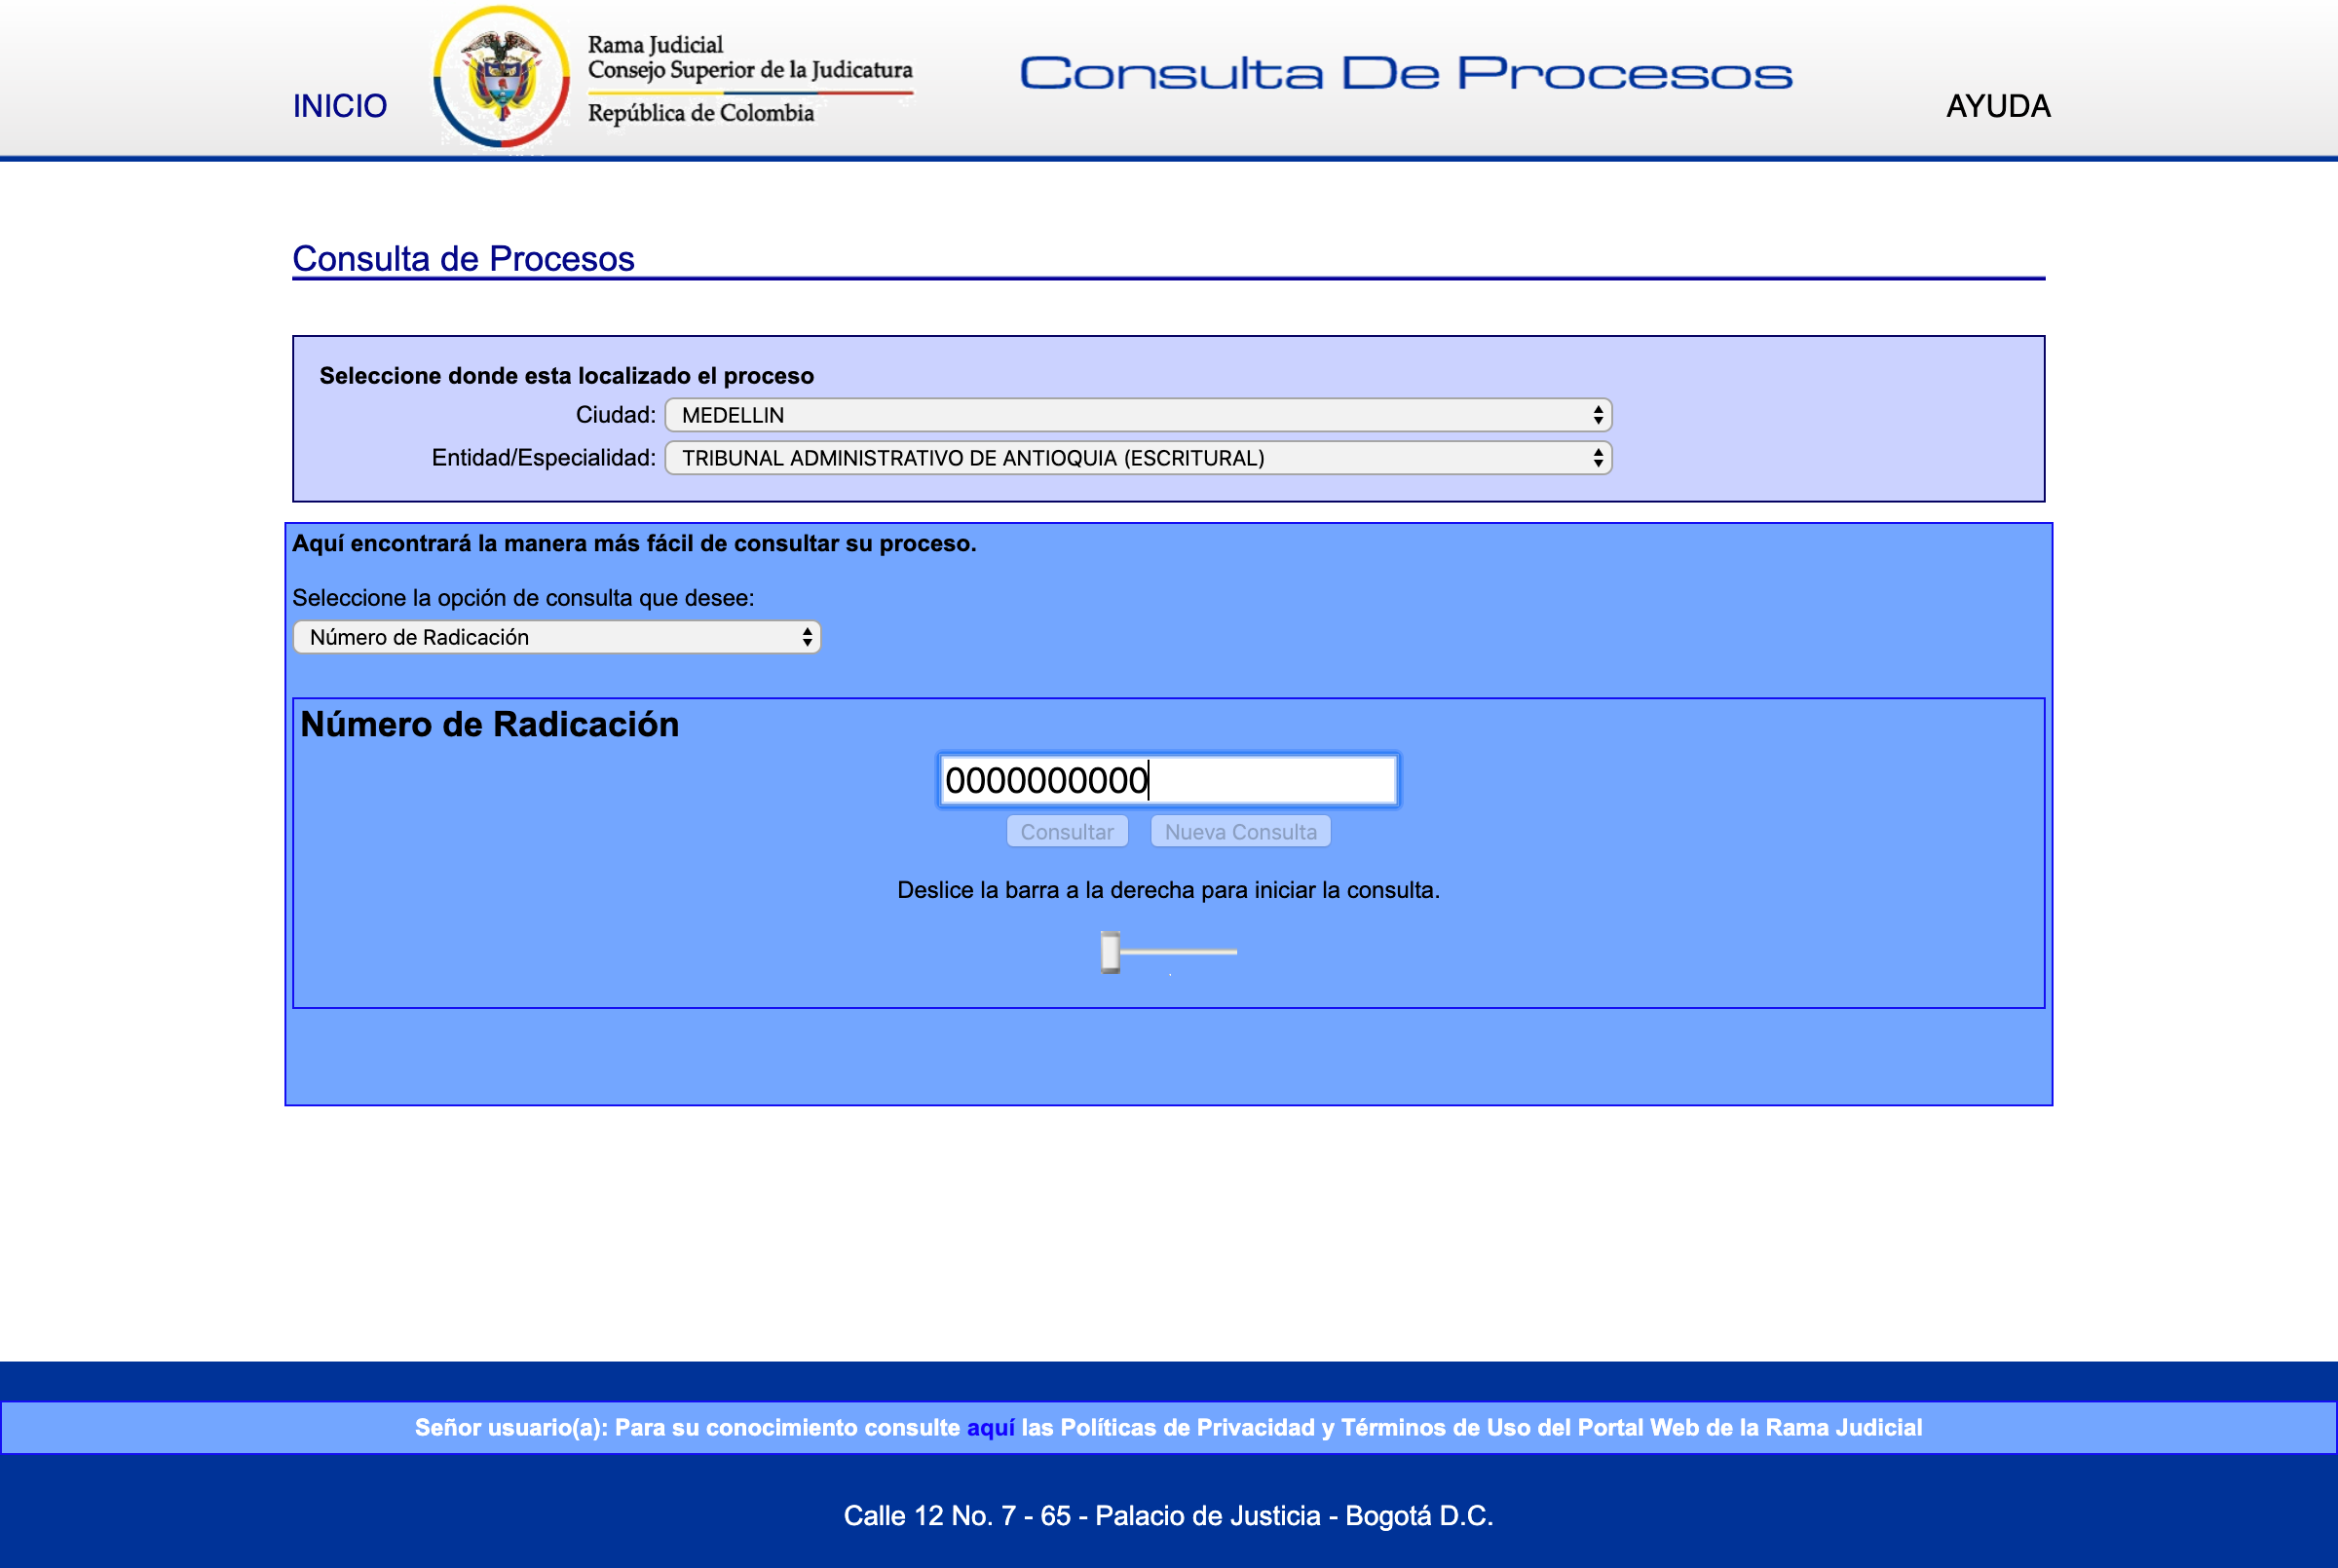 INICIO
Rama Judicial
Consejo Superior de la Judicatura
República de Colombia
Consulta De Procesos
AYUDA
Consulta de Procesos
Seleccione donde esta localizado el proceso
Ciudad: MEDELLIN
Entidad/Especialidad: TRIBUNAL ADMINISTRATIVO DE ANTIOQUIA (ESCRITURAL)
Aquí encontrará la manera más fácil de consultar su proceso.
Seleccione la opción de consulta que desee:
Número de Radicación
Número de Radicación
0000000000
Consultar Nueva Consulta
Deslice la barra a la derecha para iniciar la consulta.
Señor usuario(a): Para su conocimiento consulte aquí las Políticas de Privacidad y Términos de Uso del Portal Web de la Rama Judicial
Calle 12 No. 7 - 65 - Palacio de Justicia - Bogotá D.C.